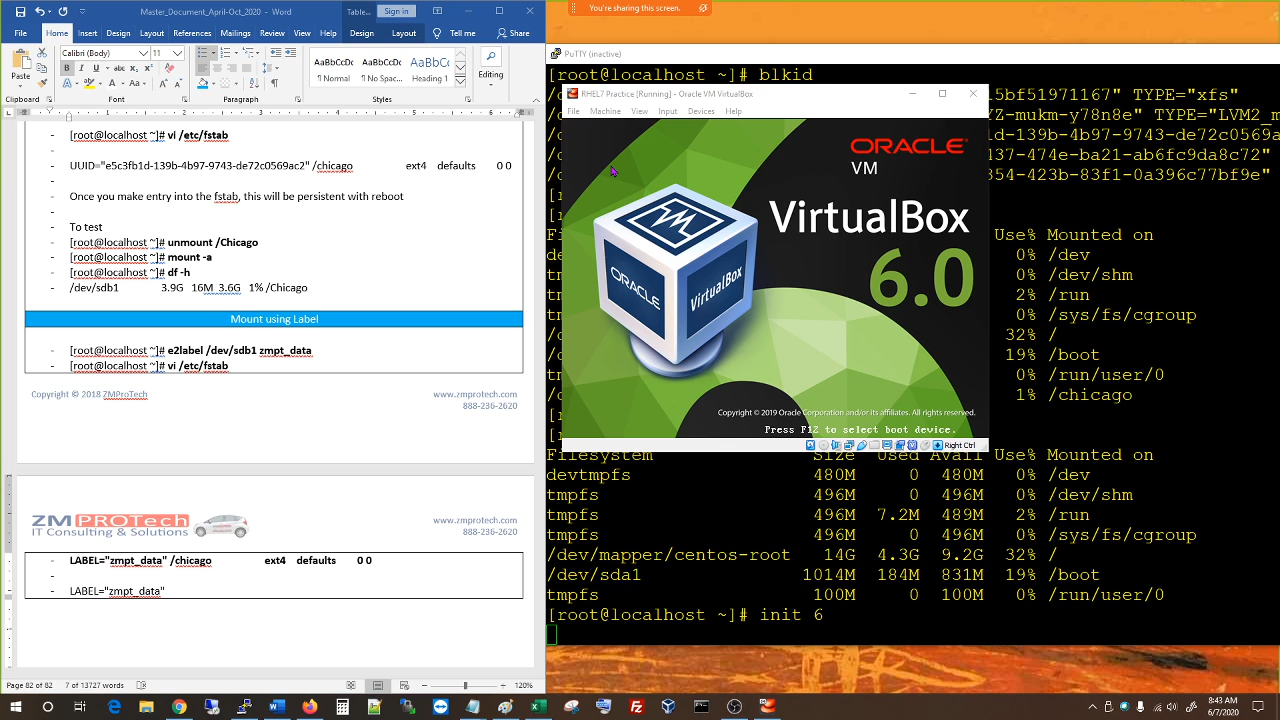 Master_Document_April-Oct_2020 - Word
Table...
Sign in
File Home Insert Draw Design Layout References Mailings Review View Help Design Layout Tell me Share
Paste
Calibri (Body) 11
Clipboard Font Paragraph Styles
AaBbCcDc AaBbCcDc AaBbCc
¶ Normal ¶ No Spac... Heading 1
Editing
- [root@localhost ~]# vi /etc/fstab
-
- UUID="e5c3fb1d-139b-4b97-9743-de72c0569ac2" /chicago ext4 defaults 0 0
-
- Once you make entry into the fstab, this will be persistent with reboot
-
- To test
- [root@localhost ~]# unmount /Chicago
- [root@localhost ~]# mount -a
- [root@localhost ~]# df -h
- /dev/sdb1 3.9G 16M 3.6G 1% /Chicago
Mount using Label
- [root@localhost ~]# e2label /dev/sdb1 zmpt_data
- [root@localhost ~]# vi /etc/fstab
Copyright © 2018 ZMProTech
www.zmprotech.com
888-236-2620
ZMPROTech
IT Consulting & Solutions
www.zmprotech.com
888-236-2620
- LABEL="zmpt_data" /chicago ext4 defaults 0 0
-
- LABEL="zmpt_data"
Page 82 of 82 7 of 13727 words
120%
You're sharing this screen.
PuTTY (inactive)
[root@localhost ~]# blkid
5bf51971167" TYPE="xfs"
YZ-mukm-y78n8e" TYPE="LVM2_m
d-139b-4b97-9743-de72c0569a
437-474e-ba21-ab6fc9da8c72"
354-423b-83f1-0a396c77bf9e"
Use% Mounted on
0% /dev
0% /dev/shm
2% /run
0% /sys/fs/cgroup
32% /
19% /boot
0% /run/user/0
1% /chicago
RHEL7 Practice [Running] - Oracle VM VirtualBox
File Machine View Input Devices Help
ORACLE
VM
VirtualBox
6.0
ORACLE
VirtualBox
Copyright © 2019 Oracle Corporation and/or its affiliates. All rights reserved.
Press F12 to select boot device.
Right Ctrl
Filesystem Size Used Avail Use% Mounted on
devtmpfs 480M 0 480M 0% /dev
tmpfs 496M 0 496M 0% /dev/shm
tmpfs 496M 7.2M 489M 2% /run
tmpfs 496M 0 496M 0% /sys/fs/cgroup
/dev/mapper/centos-root 14G 4.3G 9.2G 32% /
/dev/sda1 1014M 184M 831M 19% /boot
tmpfs 100M 0 100M 0% /run/user/0
[root@localhost ~]# init 6
8:43 AM
6/7/2020